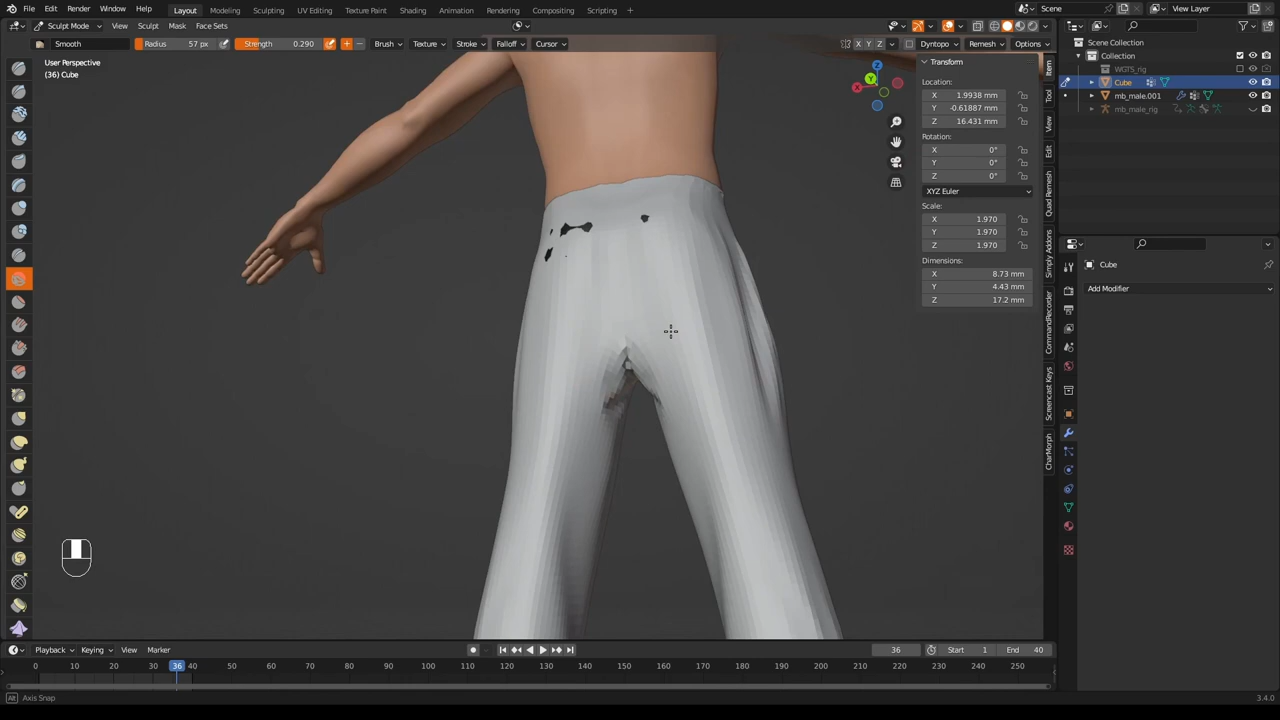 File Edit Render Window Help Layout Modeling Sculpting UV Editing Texture Paint Shading Animation Rendering Compositing Scripting Scene View Layer
Sculpt Mode View Sculpt Mask Face Sets
Smooth Radius 57 px Strength 0.290 Brush Texture Stroke Falloff Cursor X Y Z Dyntopo Remesh Options
User Perspective
(36) Cube
Z
Y
X
Transform
Location:
X 1.9938 mm
Y -0.61887 mm
Z 16.431 mm
Rotation:
X 0°
Y 0°
Z 0°
XYZ Euler
Scale:
X 1.970
Y 1.970
Z 1.970
Dimensions:
X 8.73 mm
Y 4.43 mm
Z 17.2 mm
Item
Tool
View
Edit
Quad Remesh
Simply Addons
CommandRecorder
Screencast Keys
CharMorph
Scene Collection
Collection
WGTS_rig
Cube
mb_male.001
mb_male_rig
Cube
Add Modifier
Playback Keying View Marker 36 Start 1 End 40
0 10 20 30 36 40 50 60 70 80 90 100 110 120 130 140 150 160 170 180 190 200 210 220 230 240 250
Alt Axis Snap 3.4.0